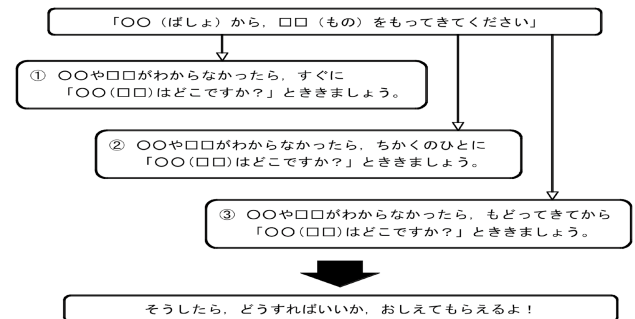 「〇〇（ばしょ）から，□□（もの）をもってきてください」
① 〇〇や□□がわからなかったら，すぐに
「〇〇(□□)はどこですか？」とききましょう。
② 〇〇や□□がわからなかったら，ちかくのひとに
「〇〇(□□)はどこですか？」とききましょう。
③ 〇〇や□□がわからなかったら，もどってきてから
「〇〇(□□)はどこですか？」とききましょう。
そうしたら，どうすればいいか，おしえてもらえるよ！